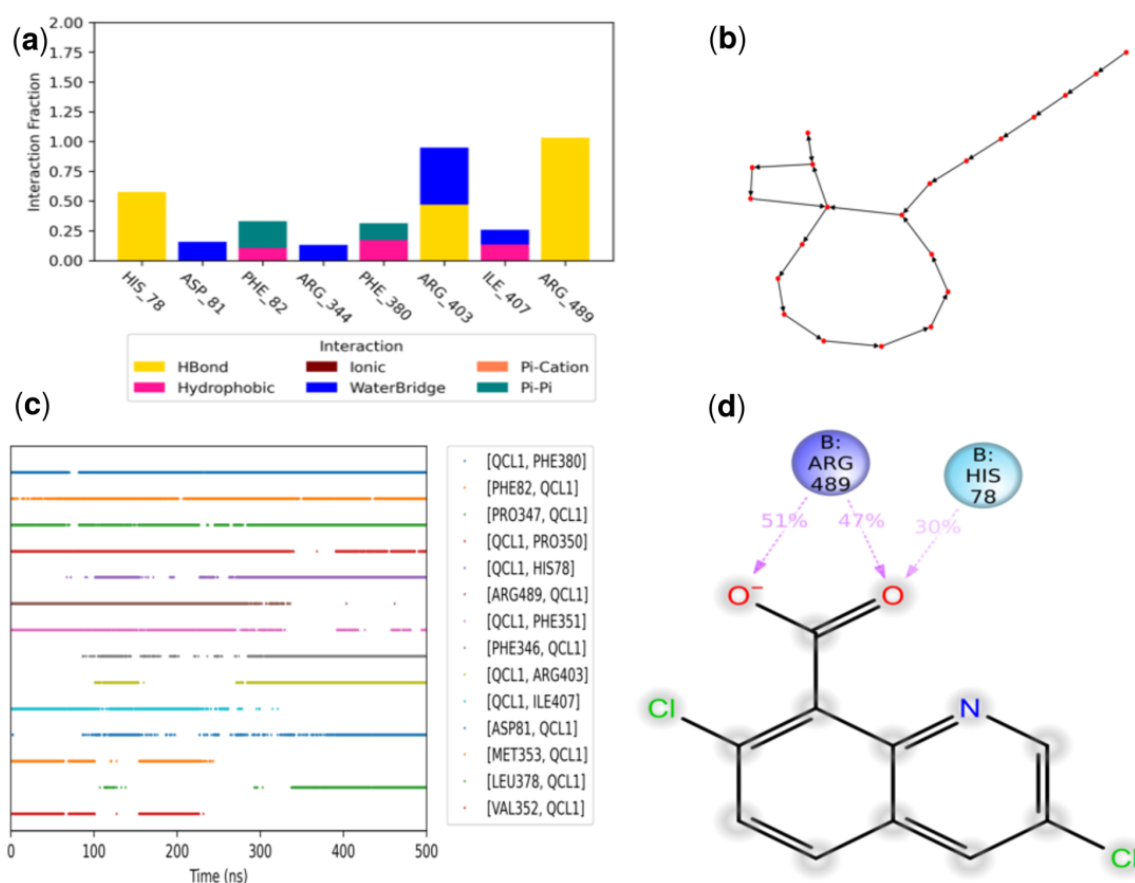 (a)
2.00
1.75
1.50
1.25
1.00
0.75
0.50
0.25
0.00
Interaction Fraction
HIS_78
ASP_81
PHE_82
ARG_344
PHE_380
ARG_403
ILE_407
ARG_489
Interaction
HBond Ionic Pi-Cation
Hydrophobic WaterBridge Pi-Pi
(b)
(c)
[QCL1, PHE380]
[PHE82, QCL1]
[PRO347, QCL1]
[QCL1, PRO350]
[QCL1, HIS78]
[ARG489, QCL1]
[QCL1, PHE351]
[PHE346, QCL1]
[QCL1, ARG403]
[QCL1, ILE407]
[ASP81, QCL1]
[MET353, QCL1]
[LEU378, QCL1]
[VAL352, QCL1]
0 100 200 300 400 500
Time (ns)
(d)
B:
ARG
489
B:
HIS
78
51% 47% 30%
O⁻ O
Cl N
Cl